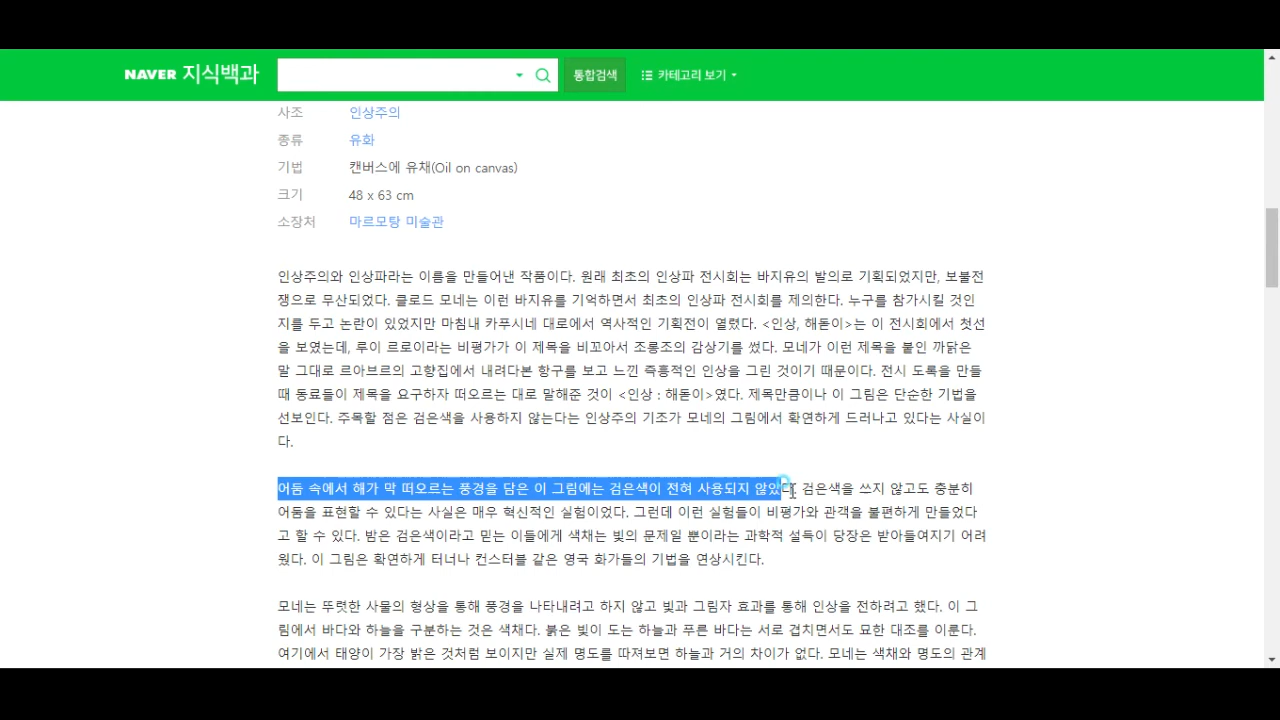 NAVER 지식백과
통합검색
카테고리 보기
사조 인상주의
종류 유화
기법 캔버스에 유채(Oil on canvas)
크기 48 x 63 cm
소장처 마르모탕 미술관
인상주의와 인상파라는 이름을 만들어낸 작품이다. 원래 최초의 인상파 전시회는 바지유의 발의로 기획되었지만, 보불전
쟁으로 무산되었다. 클로드 모네는 이런 바지유를 기억하면서 최초의 인상파 전시회를 제의한다. 누구를 참가시킬 것인
지를 두고 논란이 있었지만 마침내 카푸시네 대로에서 역사적인 기획전이 열렸다. <인상, 해돋이>는 이 전시회에서 첫선
을 보였는데, 루이 르로이라는 비평가가 이 제목을 비꼬아서 조롱조의 감상기를 썼다. 모네가 이런 제목을 붙인 까닭은
말 그대로 르아브르의 고향집에서 내려다본 항구를 보고 느낀 즉흥적인 인상을 그린 것이기 때문이다. 전시 도록을 만들
때 동료들이 제목을 요구하자 떠오르는 대로 말해준 것이 <인상 : 해돋이>였다. 제목만큼이나 이 그림은 단순한 기법을
선보인다. 주목할 점은 검은색을 사용하지 않는다는 인상주의 기조가 모네의 그림에서 확연하게 드러나고 있다는 사실이
다.
어둠 속에서 해가 막 떠오르는 풍경을 담은 이 그림에는 검은색이 전혀 사용되지 않았다. 검은색을 쓰지 않고도 충분히
어둠을 표현할 수 있다는 사실은 매우 혁신적인 실험이었다. 그런데 이런 실험들이 비평가와 관객을 불편하게 만들었다
고 할 수 있다. 밤은 검은색이라고 믿는 이들에게 색채는 빛의 문제일 뿐이라는 과학적 설득이 당장은 받아들여지기 어려
웠다. 이 그림은 확연하게 터너나 컨스터블 같은 영국 화가들의 기법을 연상시킨다.
모네는 뚜렷한 사물의 형상을 통해 풍경을 나타내려고 하지 않고 빛과 그림자 효과를 통해 인상을 전하려고 했다. 이 그
림에서 바다와 하늘을 구분하는 것은 색채다. 붉은 빛이 도는 하늘과 푸른 바다는 서로 겹치면서도 묘한 대조를 이룬다.
여기에서 태양이 가장 밝은 것처럼 보이지만 실제 명도를 따져보면 하늘과 거의 차이가 없다. 모네는 색채와 명도의 관계